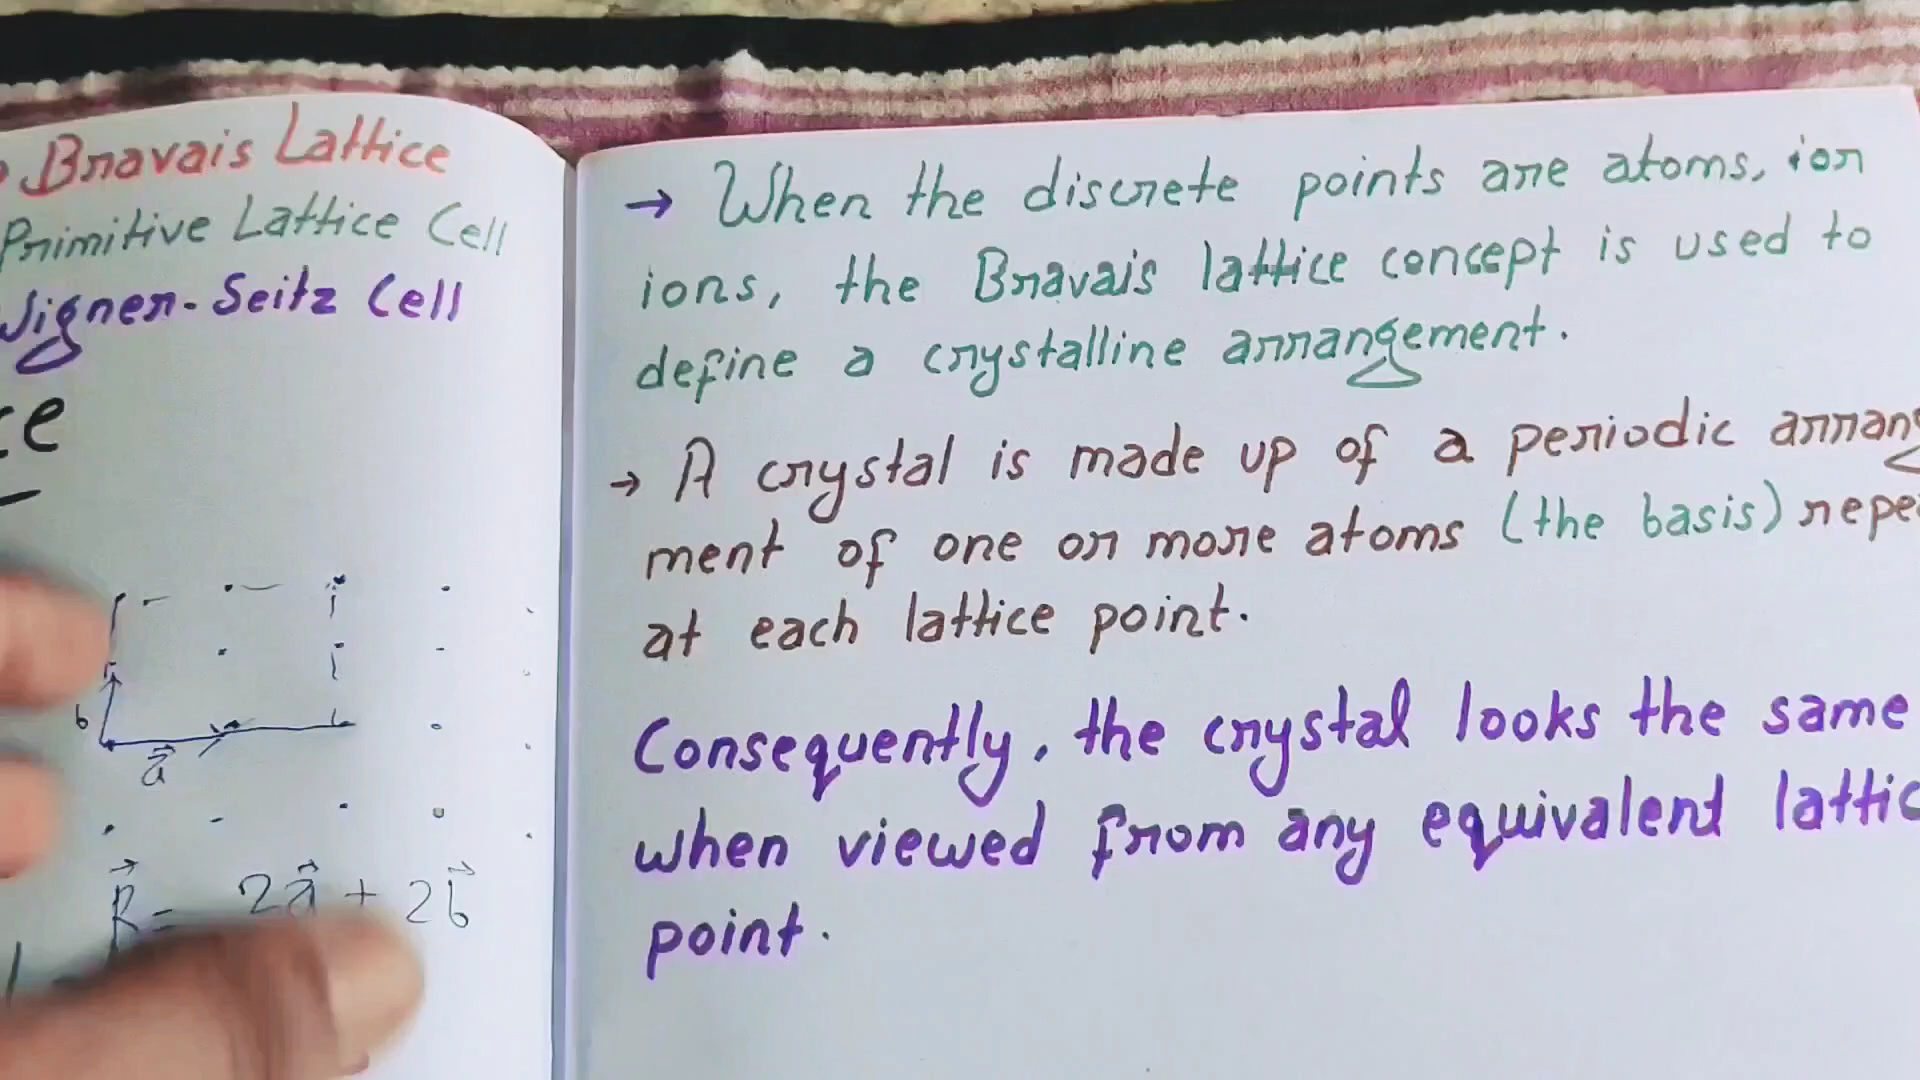 Bravais Lattice
Primitive Lattice Cell
Wigner-Seitz Cell
ce
b
a
R = 2a + 2b
→ When the discrete points are atoms, ion
ions, the Bravais lattice concept is used to
define a crystalline arrangement.
→ A crystal is made up of a periodic arrang
ment of one or more atoms (the basis) repe
at each lattice point.
Consequently, the crystal looks the same
when viewed from any equivalent lattic
point.